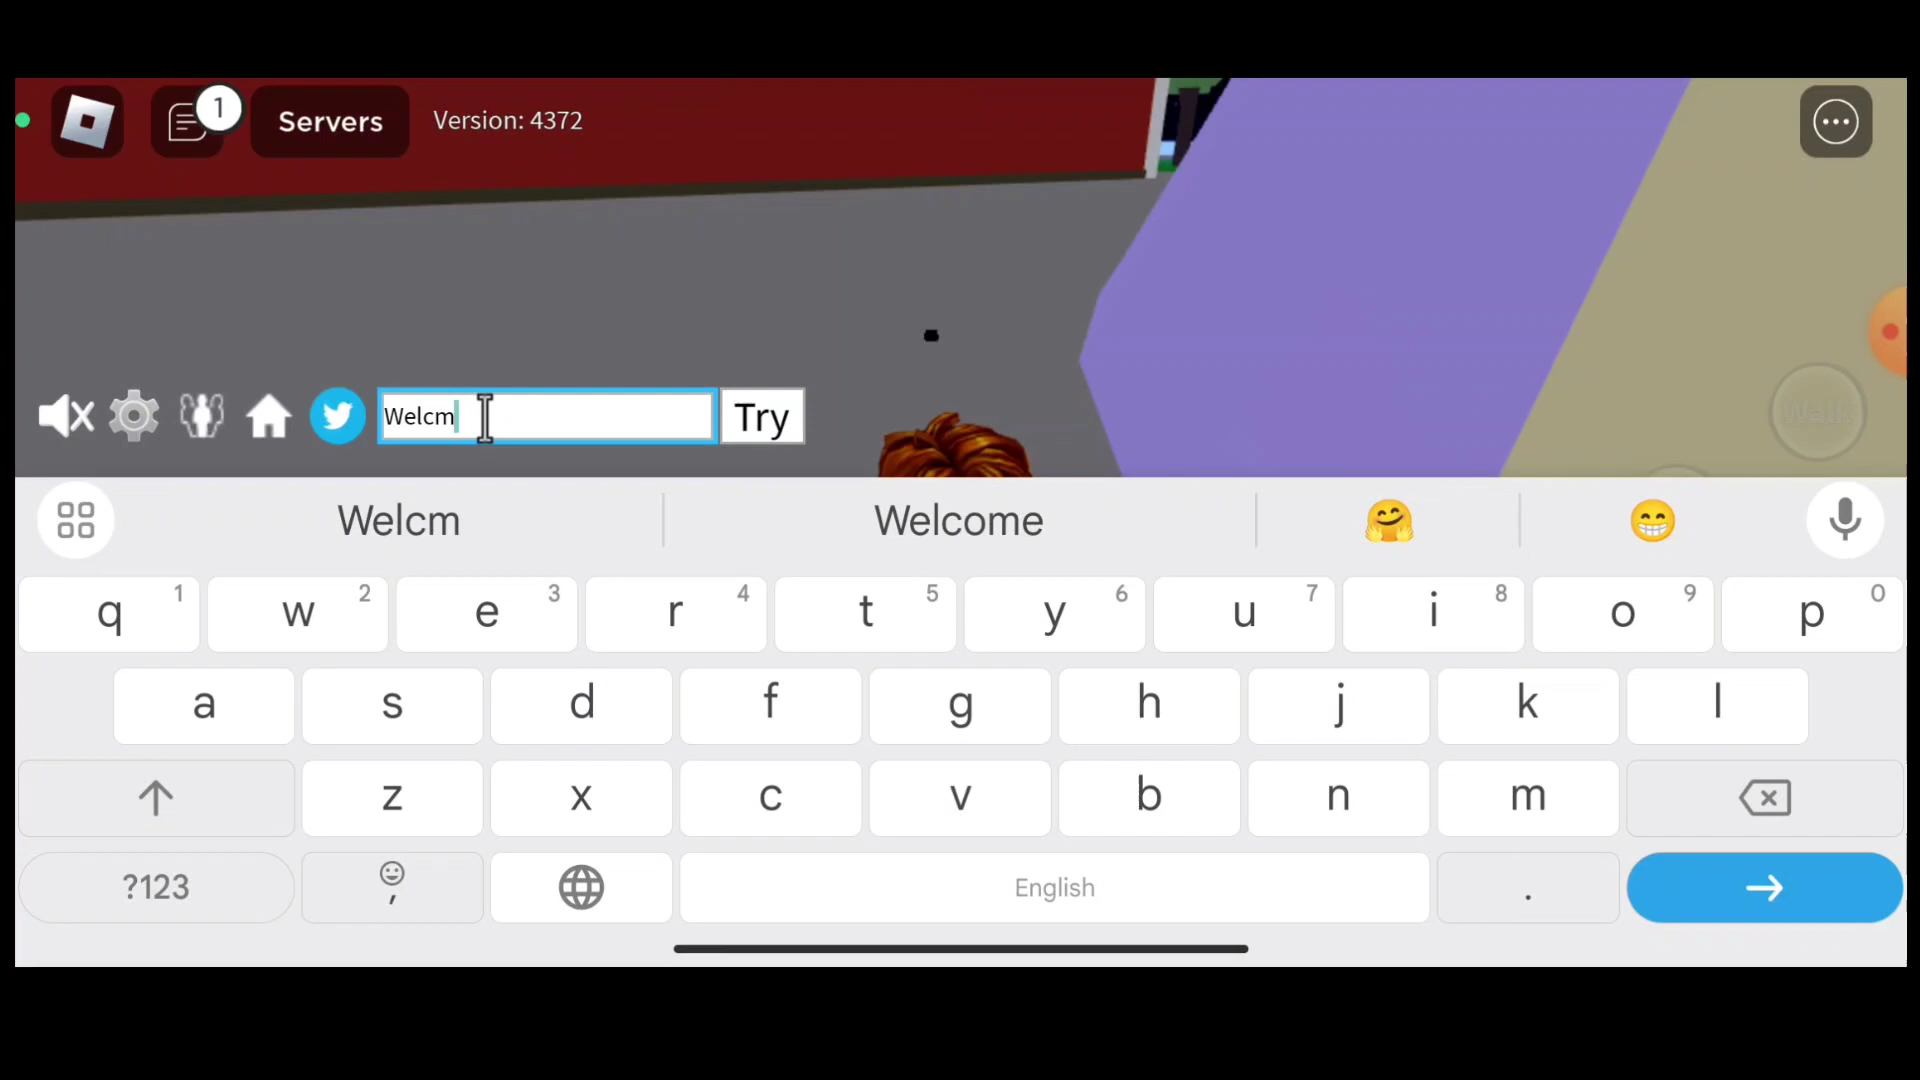 1
Servers
Version: 4372
Walk
Welcm
Try
Welcm
Welcome
q 1 w 2 e 3 r 4 t 5 y 6 u 7 i 8 o 9 p 0
a s d f g h j k l
z x c v b n m
?123 , English .